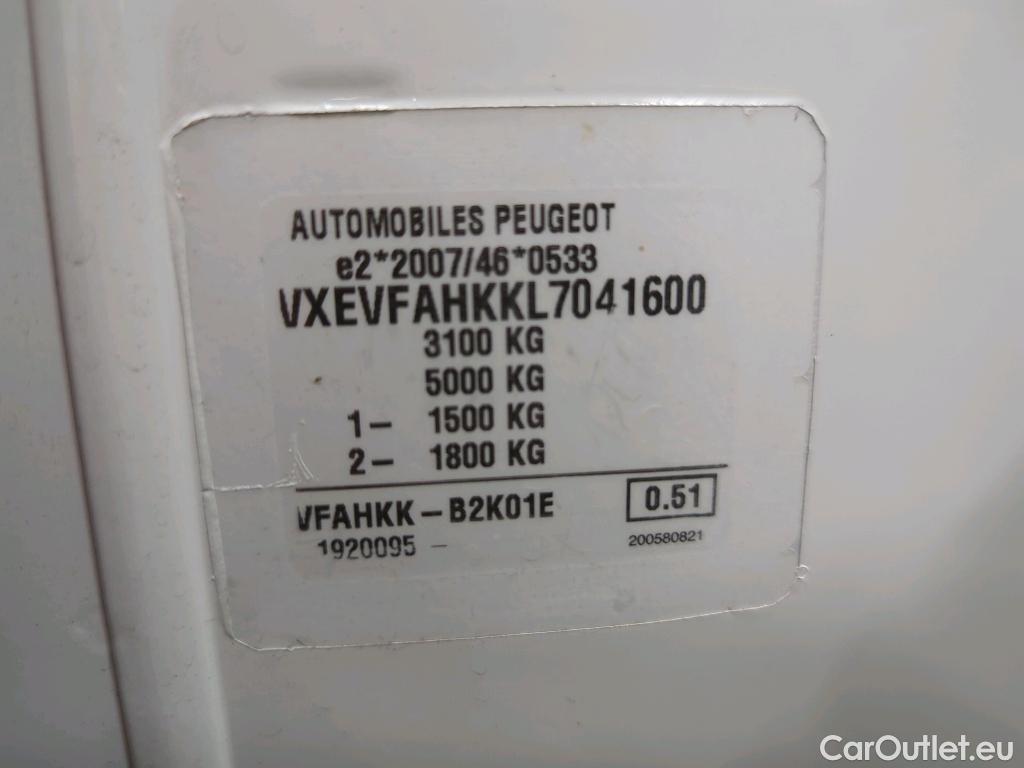 AUTOMOBILES PEUGEOT
e2*2007/46*0533
VXEVFAHKKL7041600
3100 KG
5000 KG
1– 1500 KG
2– 1800 KG
VFAHKK – B2K01E 0.51
1920095 – 200580821
CarOutlet.eu